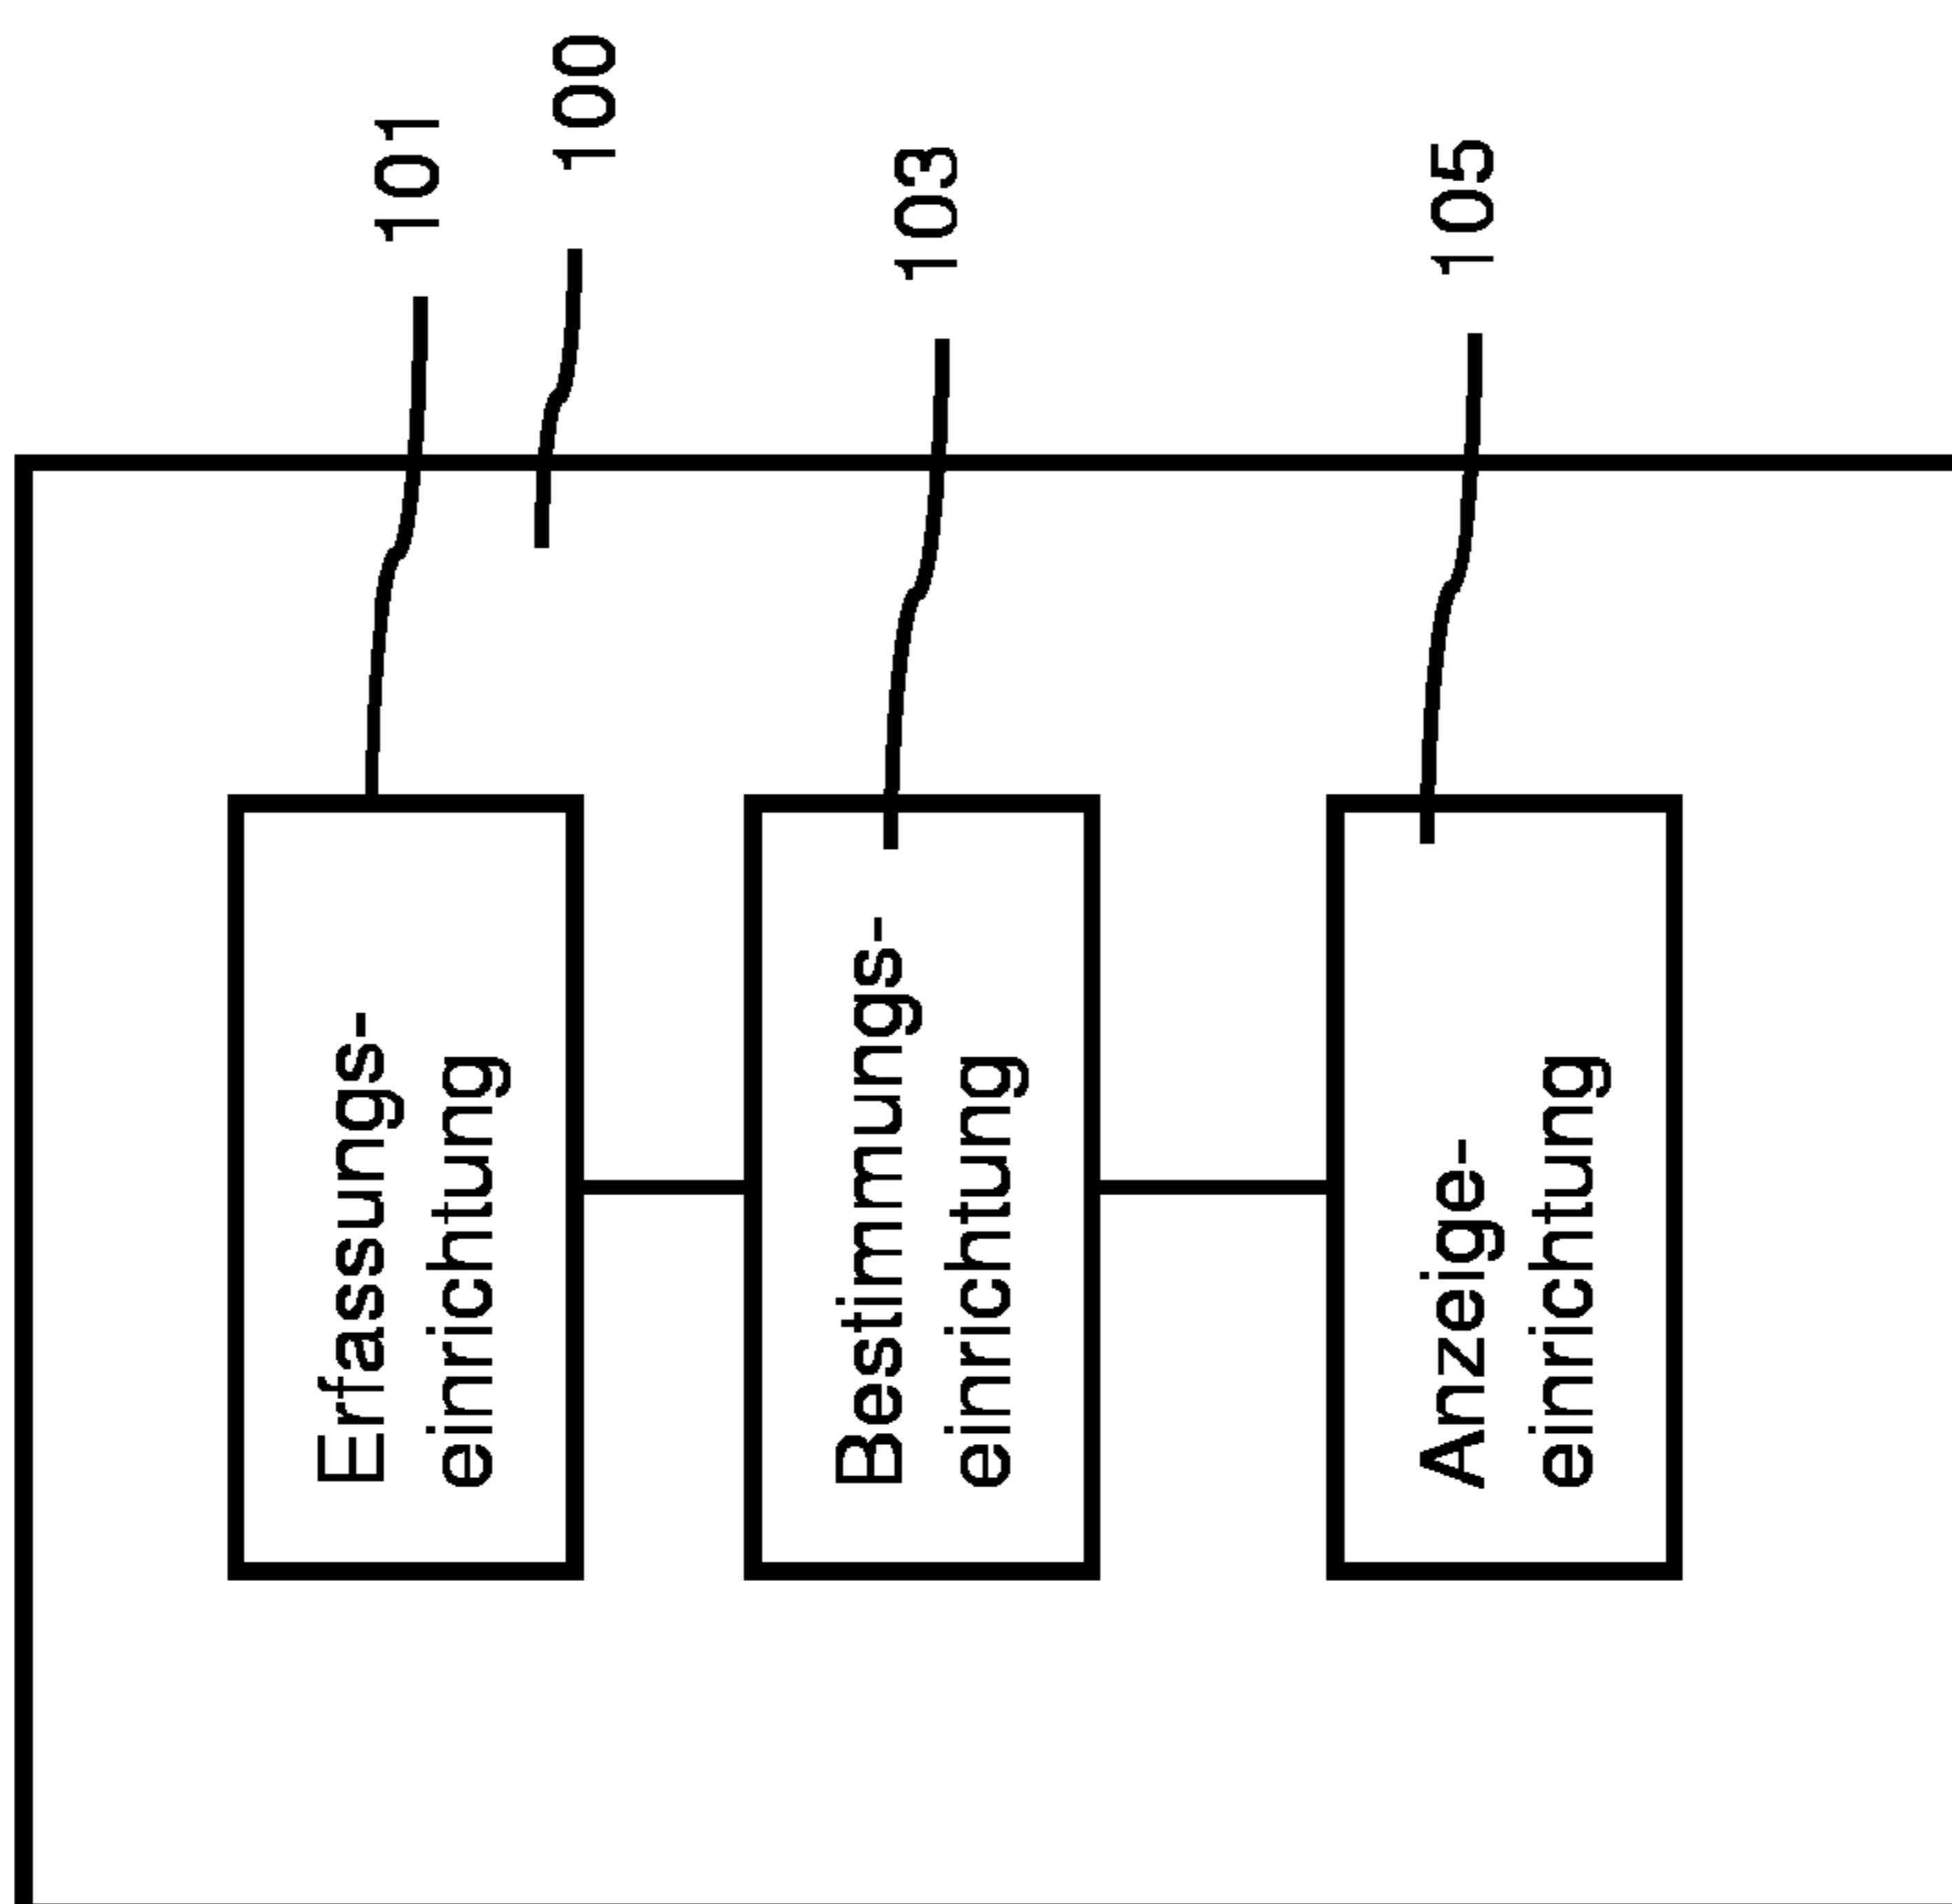 101
100
103
105
Erfassungs-
einrichtung
Bestimmungs-
einrichtung
Anzeige-
einrichtung